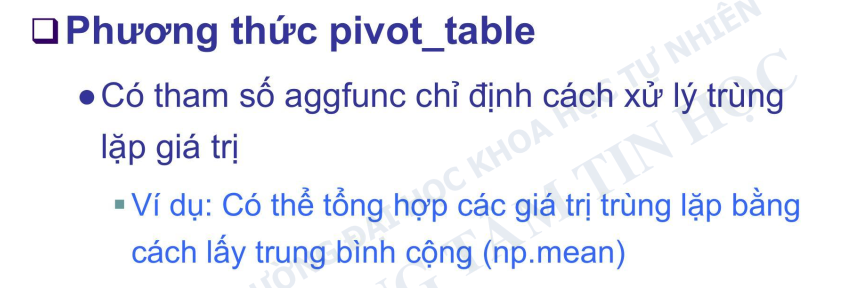 ❑Phương thức pivot_table
●Có tham số aggfunc chỉ định cách xử lý trùng
lặp giá trị
▪Ví dụ: Có thể tổng hợp các giá trị trùng lặp bằng
cách lấy trung bình cộng (np.mean)
ĐẠI HỌC KHOA HỌC TỰ NHIÊN
TÂM TIN HỌC